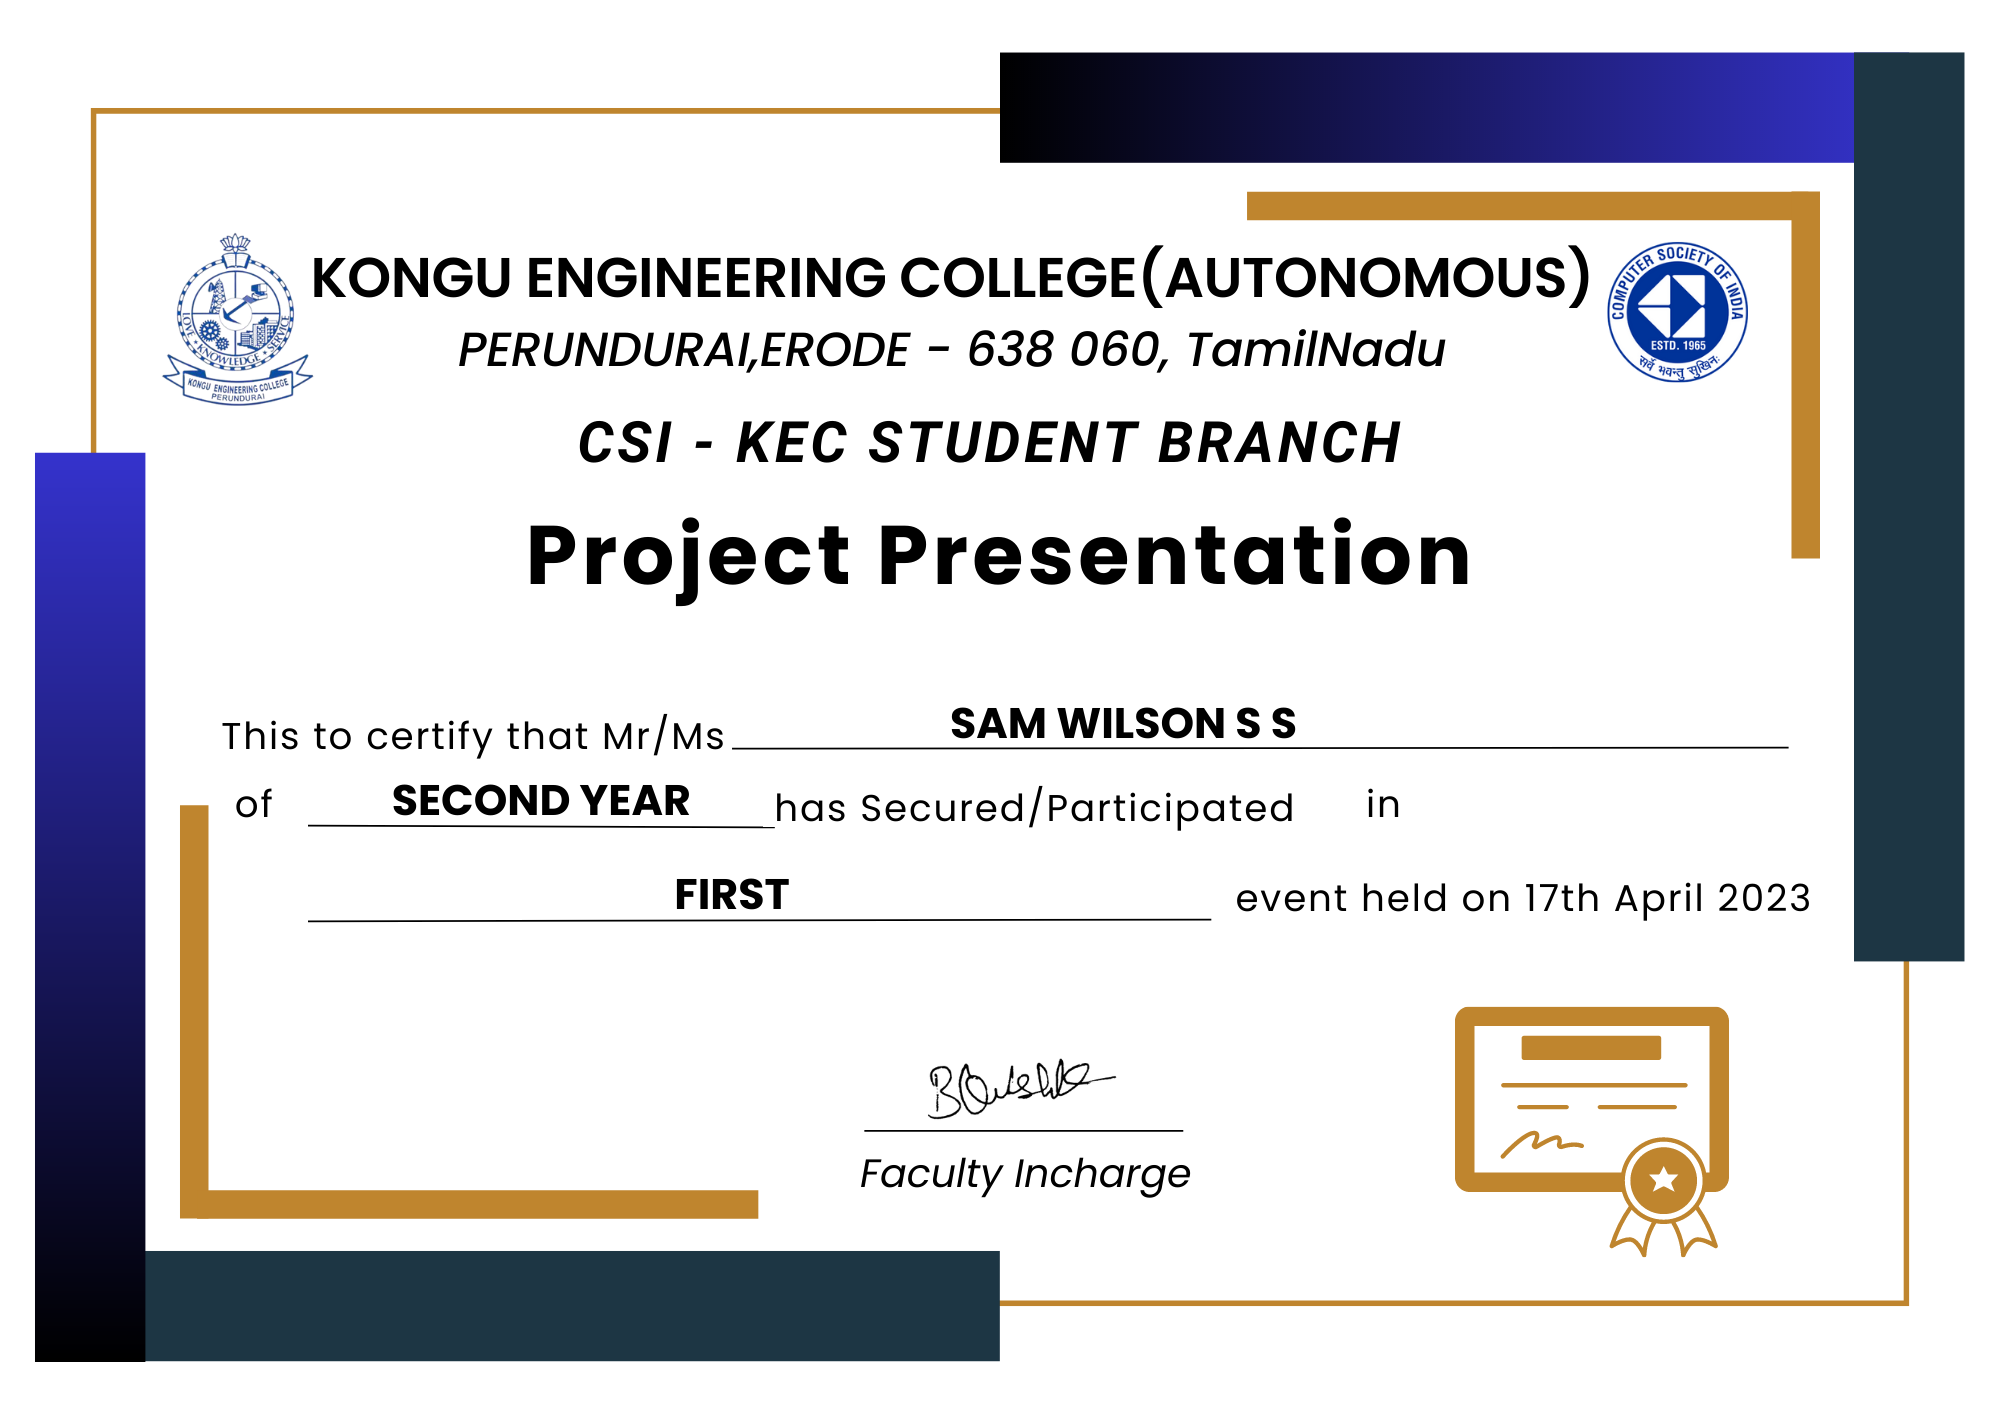 KONGU ENGINEERING COLLEGE(AUTONOMOUS)
PERUNDURAI,ERODE - 638 060, TamilNadu
LOVE • KNOWLEDGE • SERVICE
KONGU ENGINEERING COLLEGE
PERUNDURAI
COMPUTER SOCIETY OF INDIA
ESTD. 1965
सर्वे भवन्तु सुखिनः
CSI - KEC STUDENT BRANCH
Project Presentation
This to certify that Mr/Ms SAM WILSON S S
of SECOND YEAR has Secured/Participated in
FIRST event held on 17th April 2023
Faculty Incharge